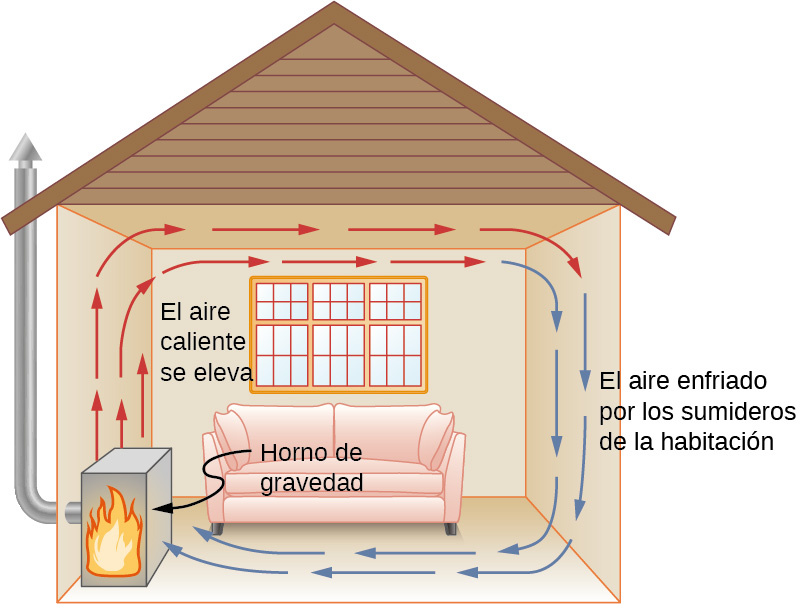 El aire
caliente
se eleva
El aire enfriado
por los sumideros
de la habitación
Horno de
gravedad